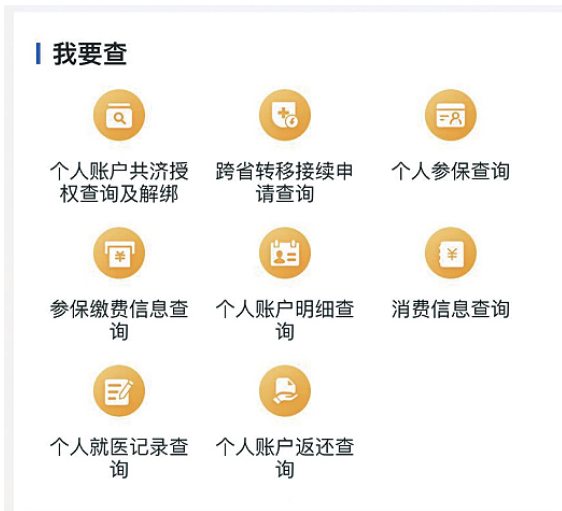 我要查
个人账户共济授
权查询及解绑
跨省转移接续申
请查询
个人参保查询
参保缴费信息查
询
个人账户明细查
询
消费信息查询
个人就医记录查
询
个人账户返还查
询